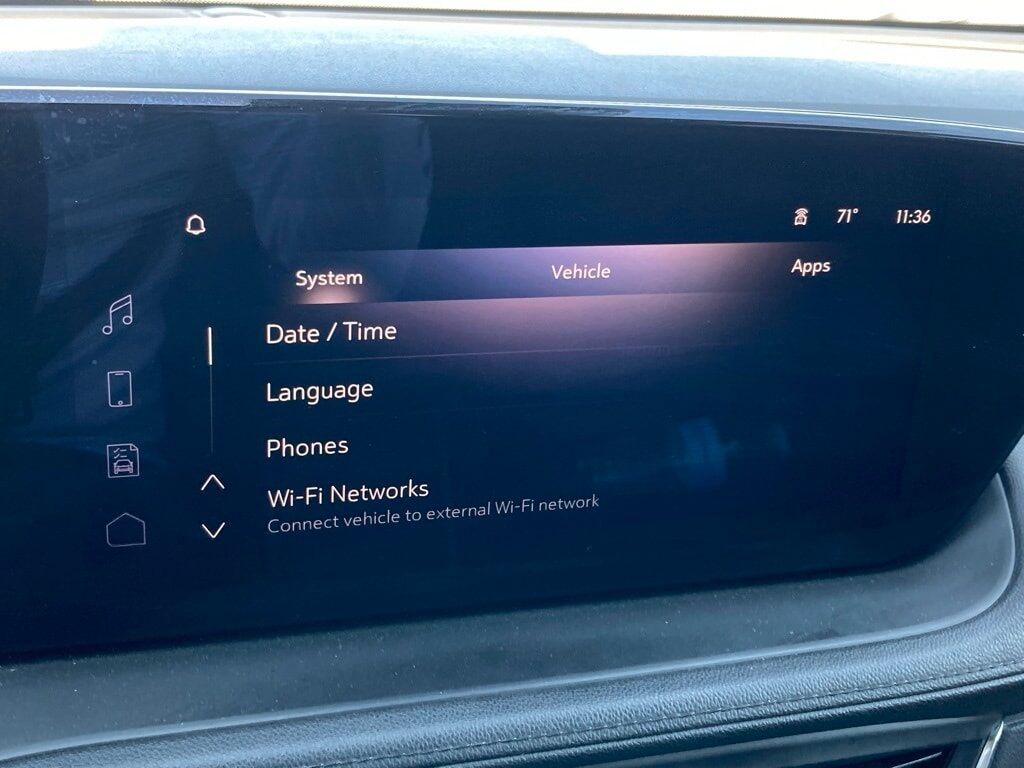 71° 11:36
System Vehicle Apps
Date / Time
Language
Phones
Wi-Fi Networks
Connect vehicle to external Wi-Fi network